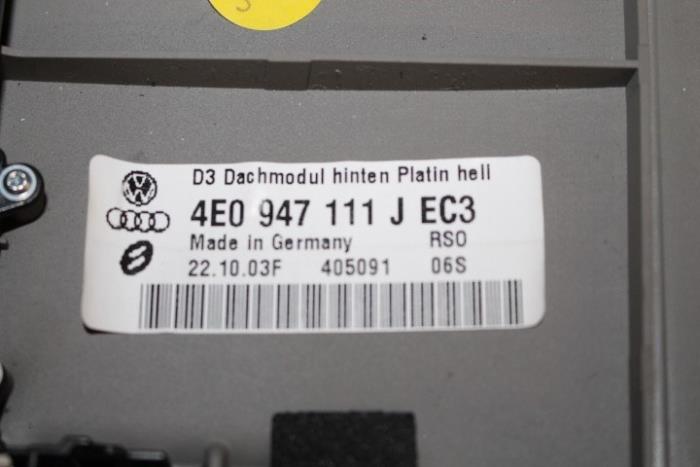 D3 Dachmodul hinten Platin hell
4E0 947 111 J EC3
Made in Germany RSO
22.10.03F 405091 06S